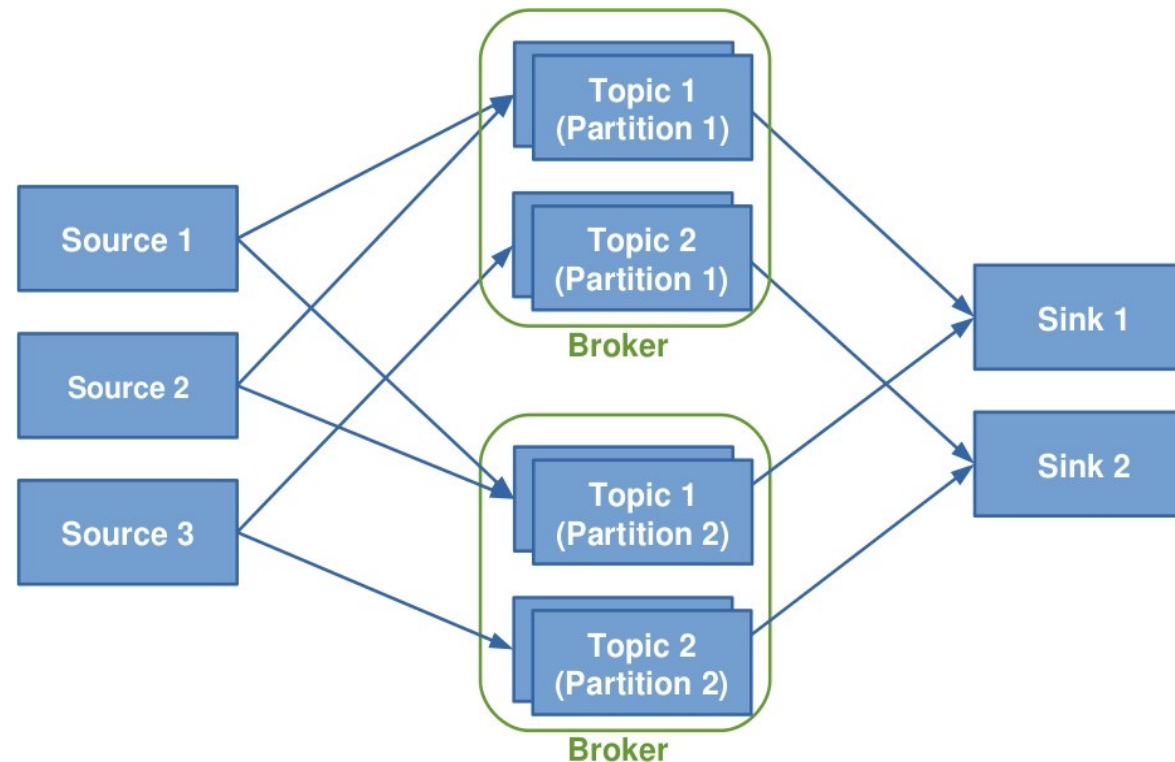 Source 1
Source 2
Source 3
Topic 1
(Partition 1)
Topic 2
(Partition 1)
Broker
Topic 1
(Partition 2)
Topic 2
(Partition 2)
Broker
Sink 1
Sink 2